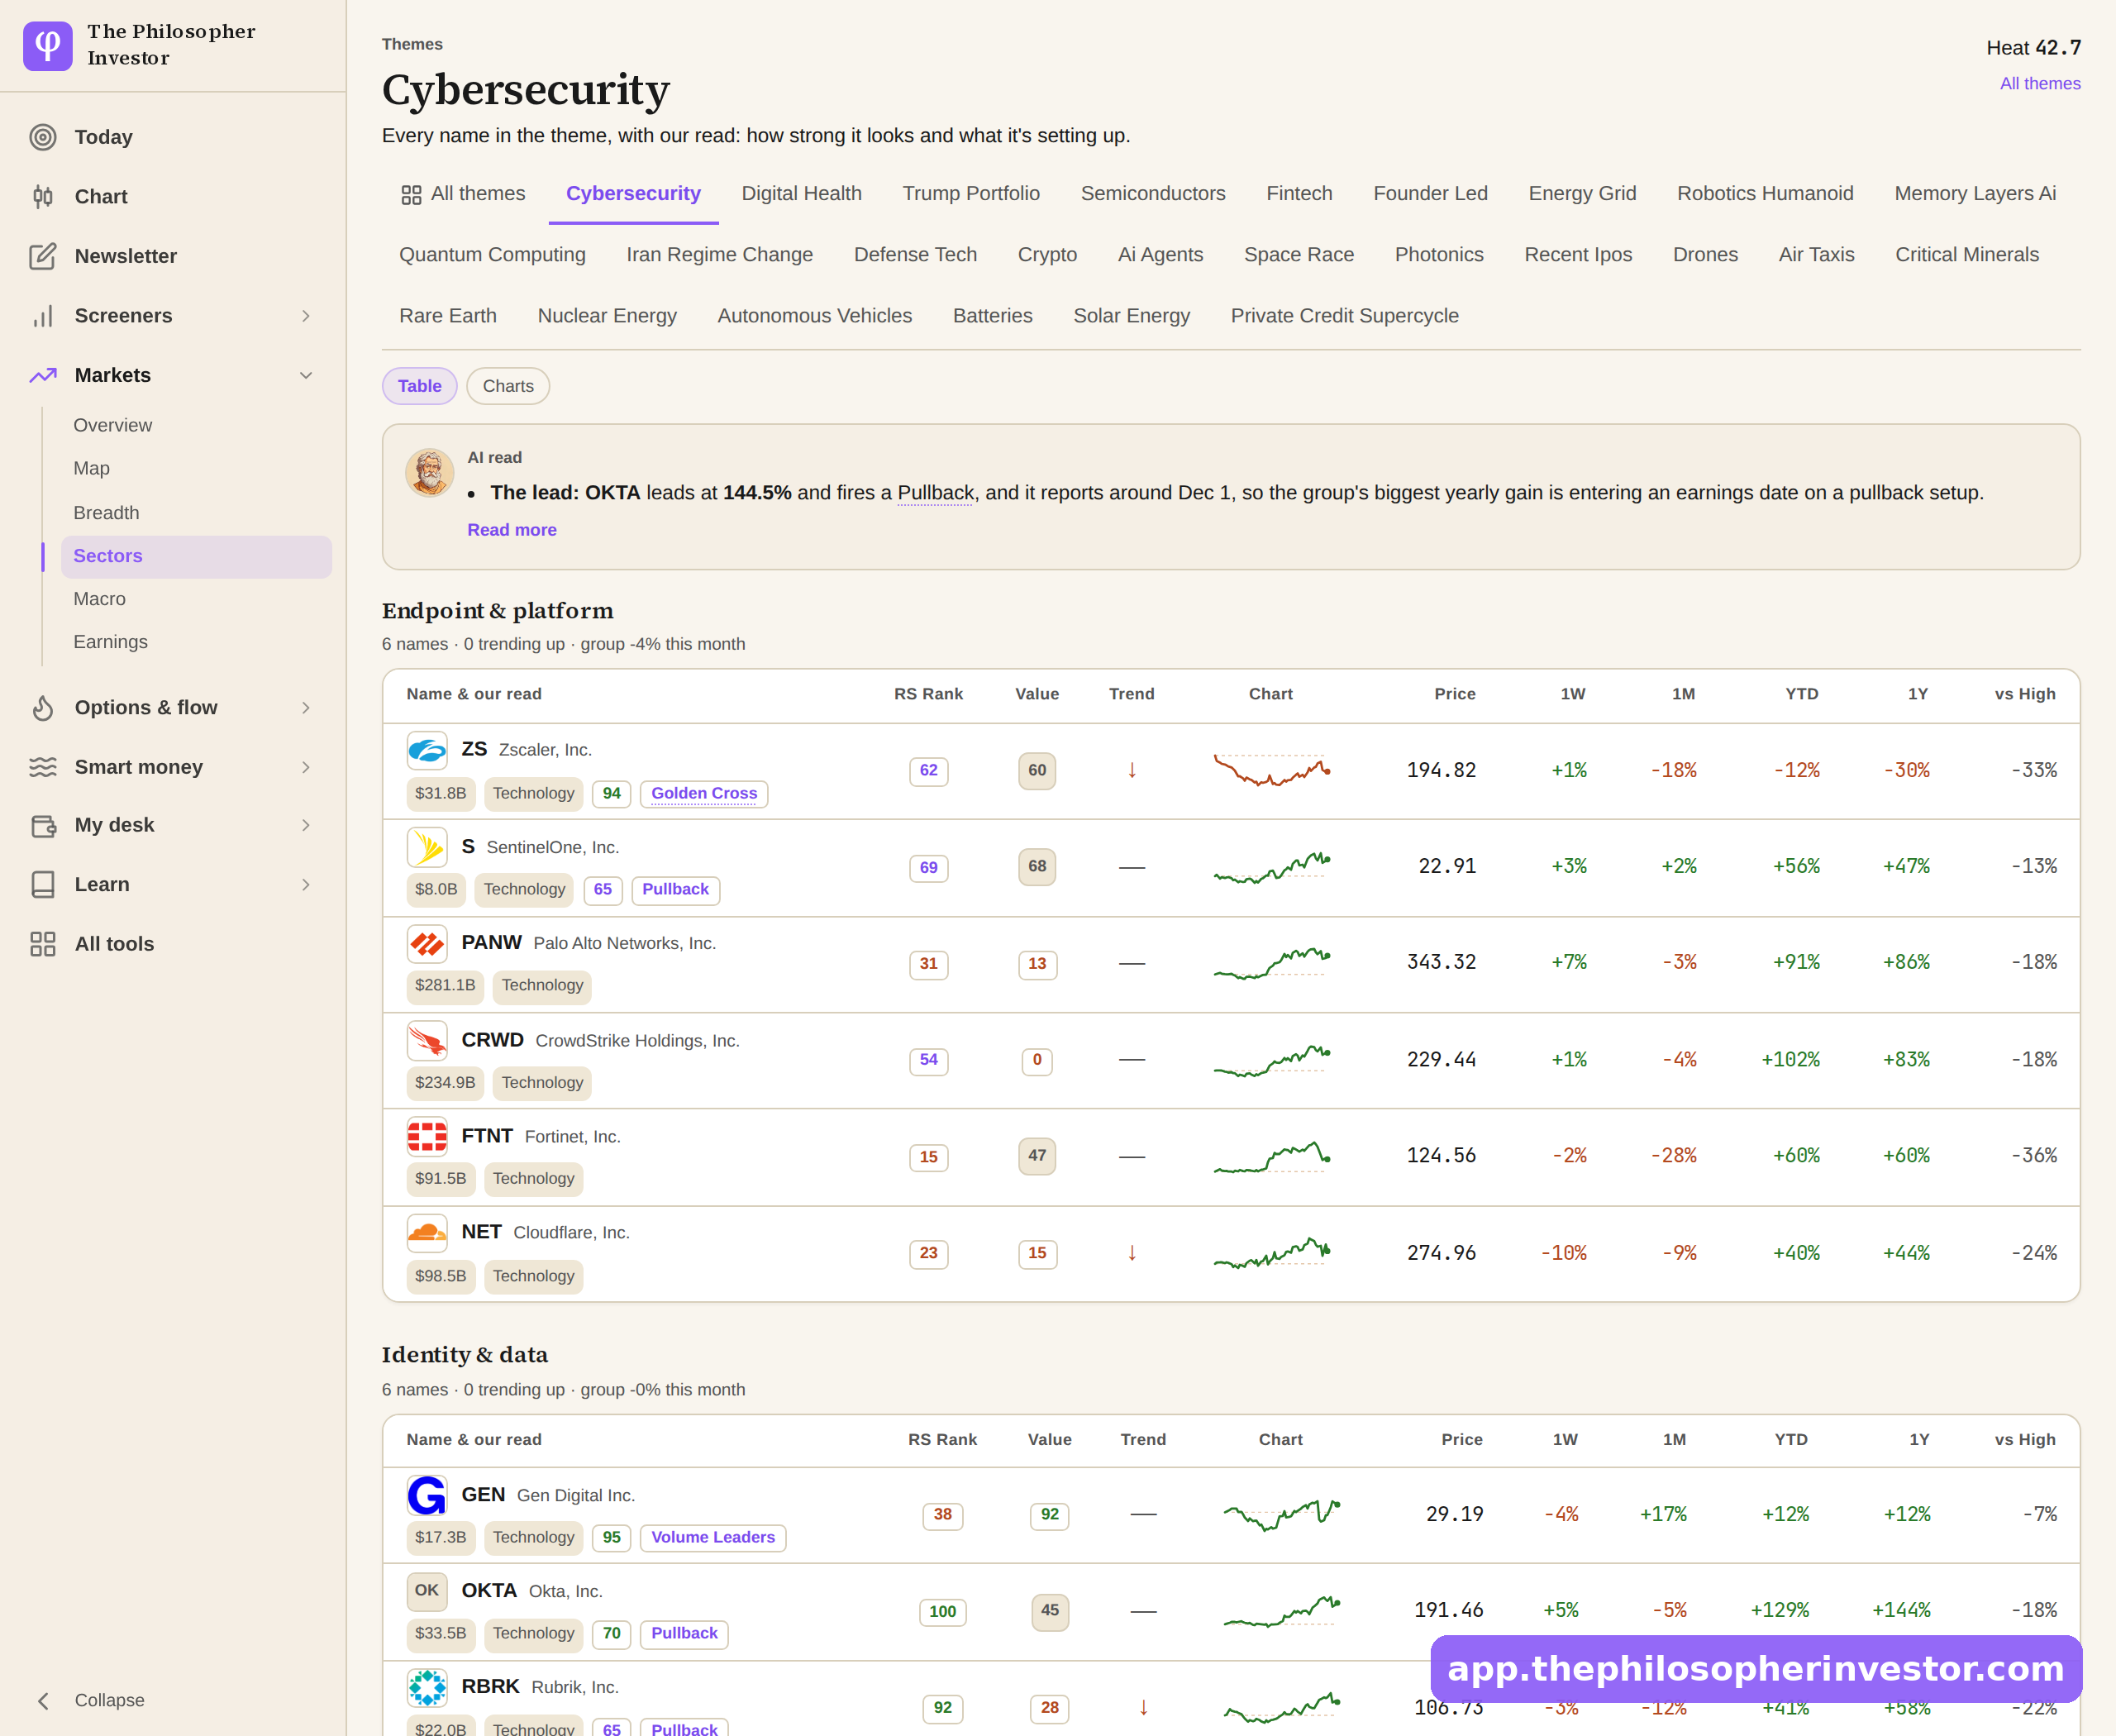 φ The Philosopher
Investor
Today
Chart
Newsletter
Screeners
Markets
Overview
Map
Breadth
Sectors
Macro
Earnings
Options & flow
Smart money
My desk
Learn
All tools
Collapse
Themes
Heat 42.7
Cybersecurity
All themes
Every name in the theme, with our read: how strong it looks and what it's setting up.
All themes Cybersecurity Digital Health Trump Portfolio Semiconductors Fintech Founder Led Energy Grid Robotics Humanoid Memory Layers Ai
Quantum Computing Iran Regime Change Defense Tech Crypto Ai Agents Space Race Photonics Recent Ipos Drones Air Taxis Critical Minerals
Rare Earth Nuclear Energy Autonomous Vehicles Batteries Solar Energy Private Credit Supercycle
Table Charts
AI read
• The lead: OKTA leads at 144.5% and fires a Pullback, and it reports around Dec 1, so the group's biggest yearly gain is entering an earnings date on a pullback setup.
Read more
Endpoint & platform
6 names · 0 trending up · group -4% this month
Name & our read RS Rank Value Trend Chart Price 1W 1M YTD 1Y vs High
ZS Zscaler, Inc.
62 60 ↓ 194.82 +1% -18% -12% -30% -33%
$31.8B Technology 94 Golden Cross
S SentinelOne, Inc.
69 68 — 22.91 +3% +2% +56% +47% -13%
$8.0B Technology 65 Pullback
PANW Palo Alto Networks, Inc.
31 13 — 343.32 +7% -3% +91% +86% -18%
$281.1B Technology
CRWD CrowdStrike Holdings, Inc.
54 0 — 229.44 +1% -4% +102% +83% -18%
$234.9B Technology
FTNT Fortinet, Inc.
15 47 — 124.56 -2% -28% +60% +60% -36%
$91.5B Technology
NET Cloudflare, Inc.
23 15 ↓ 274.96 -10% -9% +40% +44% -24%
$98.5B Technology
Identity & data
6 names · 0 trending up · group -0% this month
Name & our read RS Rank Value Trend Chart Price 1W 1M YTD 1Y vs High
G GEN Gen Digital Inc.
38 92 — 29.19 -4% +17% +12% +12% -7%
$17.3B Technology 95 Volume Leaders
OK OKTA Okta, Inc.
100 45 — 191.46 +5% -5% +129% +144% -18%
$33.5B Technology 70 Pullback
app.thephilosopherinvestor.com
RBRK Rubrik, Inc.
92 28 ↓ 106.73 -3% -12% +41% +58% -22%
$22.0B Technology 65 Pullback